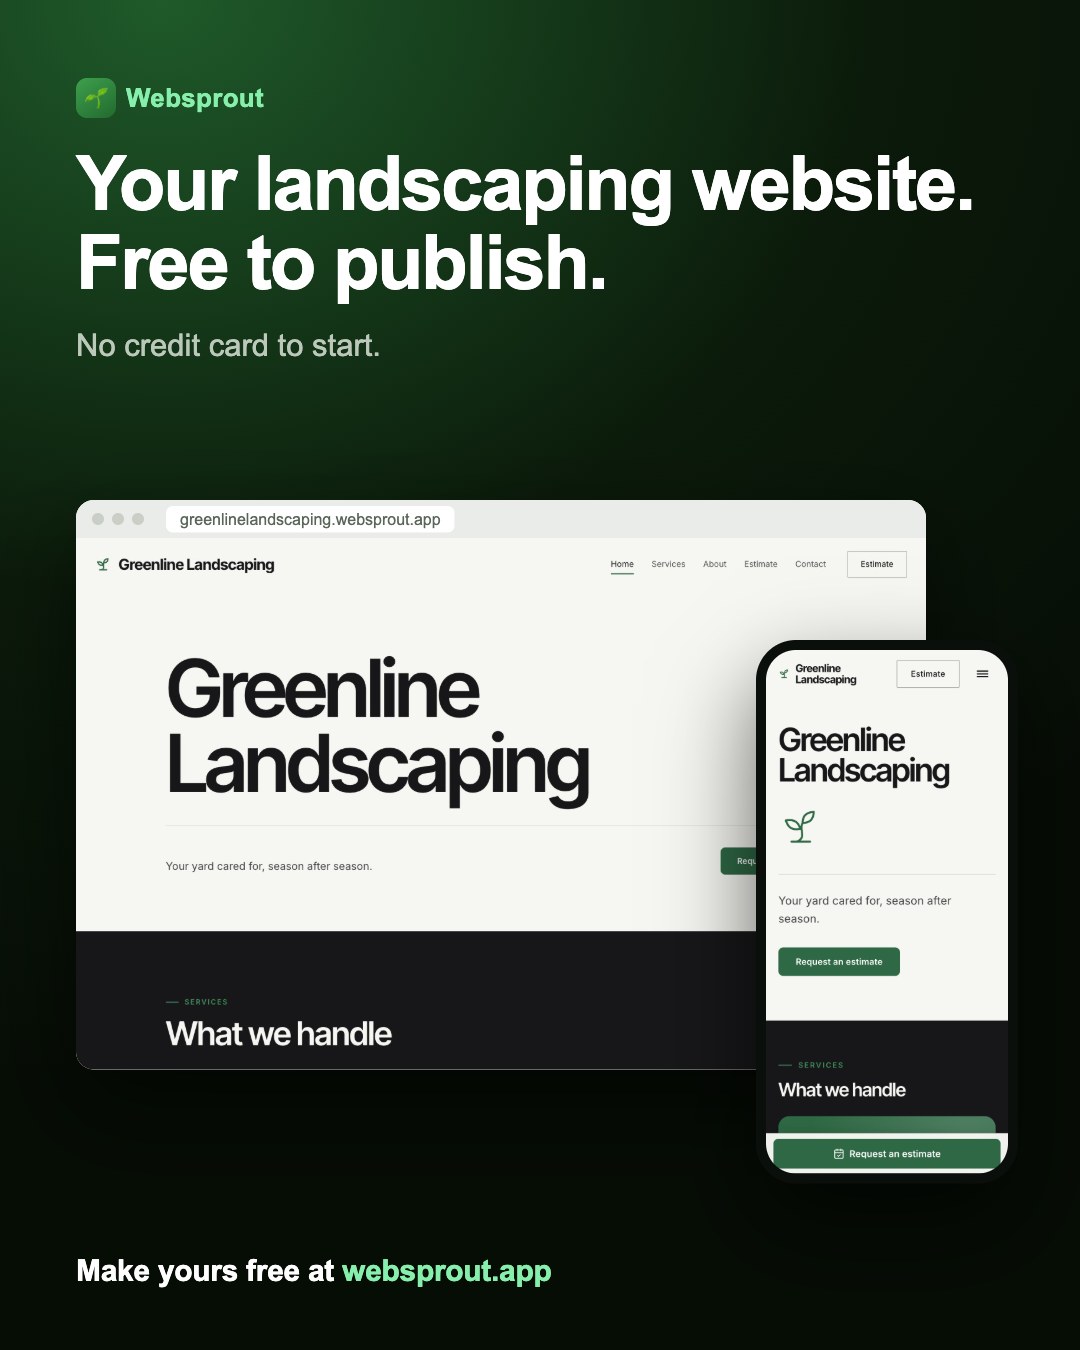 Websprout
Your landscaping website.
Free to publish.
No credit card to start.
greenlinelandscaping.websprout.app
Greenline Landscaping
Home Services About Estimate Contact Estimate
Greenline
Landscaping
Your yard cared for, season after season.
SERVICES
What we handle
Greenline
Landscaping
Estimate
Greenline
Landscaping
Your yard cared for, season after
season.
Request an estimate
SERVICES
What we handle
Request an estimate
Make yours free at websprout.app